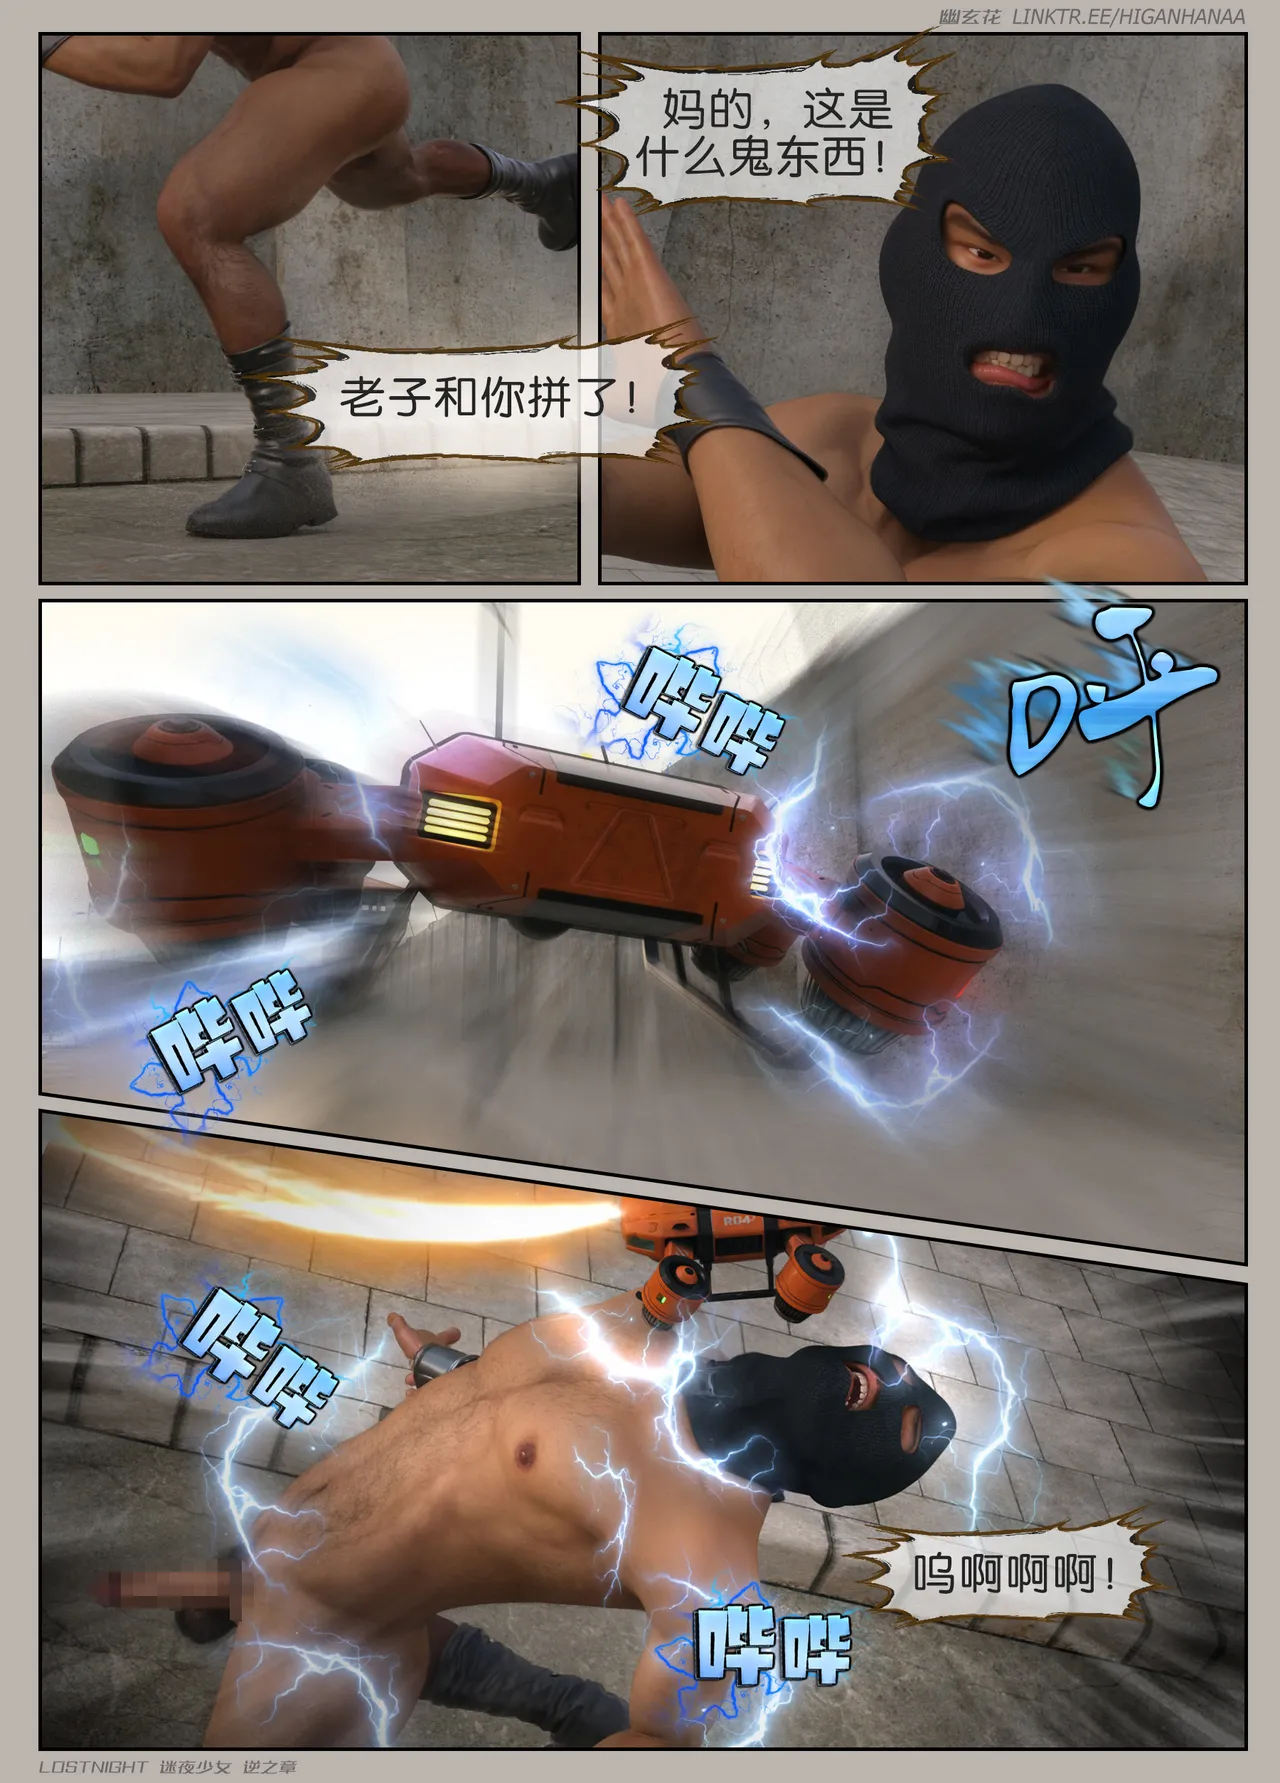 幽玄花 LINKTR.EE/HIGANHANAA
妈的，这是
什么鬼东西！
老子和你拼了！
呼
哔哔
哔哔
RD4
哔哔
呜啊啊啊！
哔哔
LOSTNIGHT 迷夜少女 逆之章